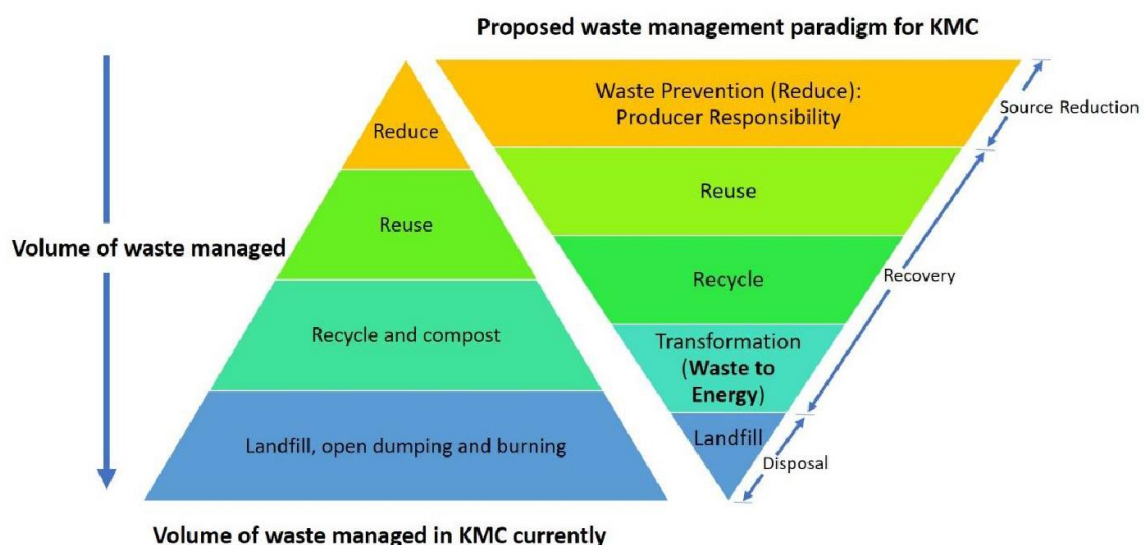 Proposed waste management paradigm for KMC
Waste Prevention (Reduce):
Producer Responsibility
Source Reduction
Reduce
Reuse
Reuse
Volume of waste managed
Recycle
Recovery
Recycle and compost
Transformation
(Waste to
Energy)
Landfill, open dumping and burning
Landfill
Disposal
Volume of waste managed in KMC currently